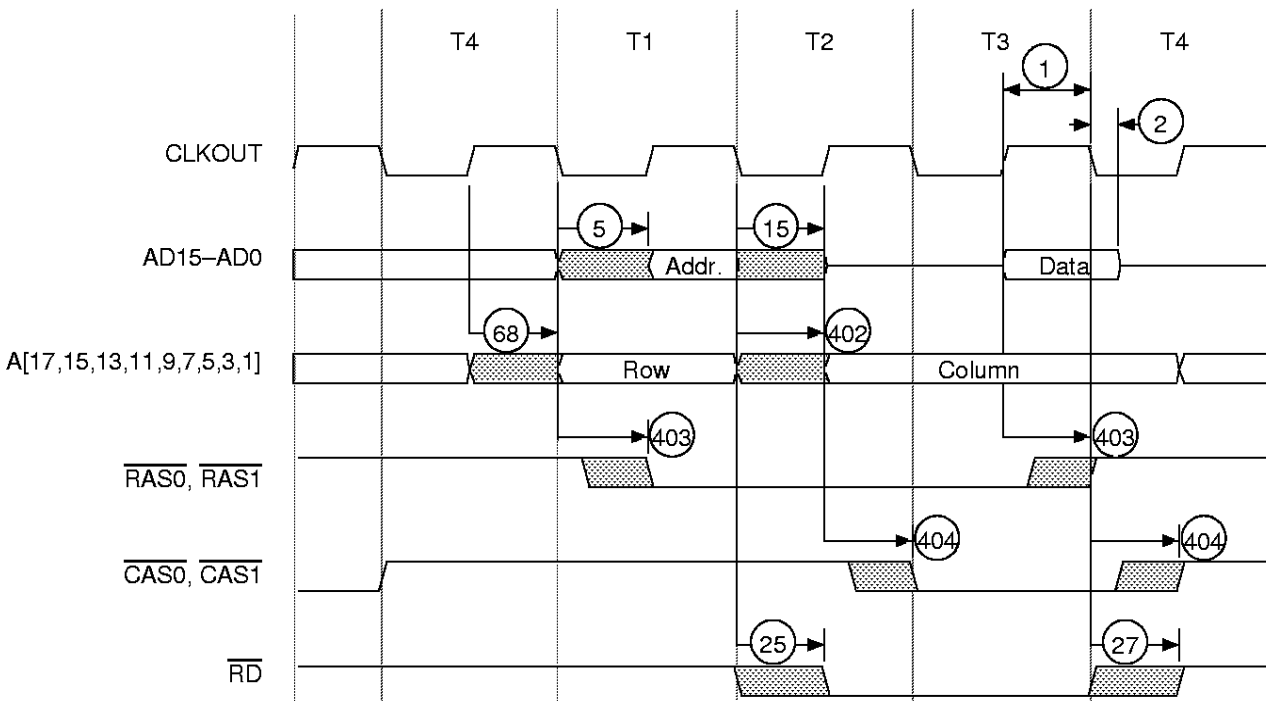 T4 T1 T2 T3 T4
1
2
CLKOUT
5 15
AD15–AD0 Addr. Data
68 402
A[17,15,13,11,9,7,5,3,1] Row Column
403 403
RAS0, RAS1
404 404
CAS0, CAS1
25 27
RD